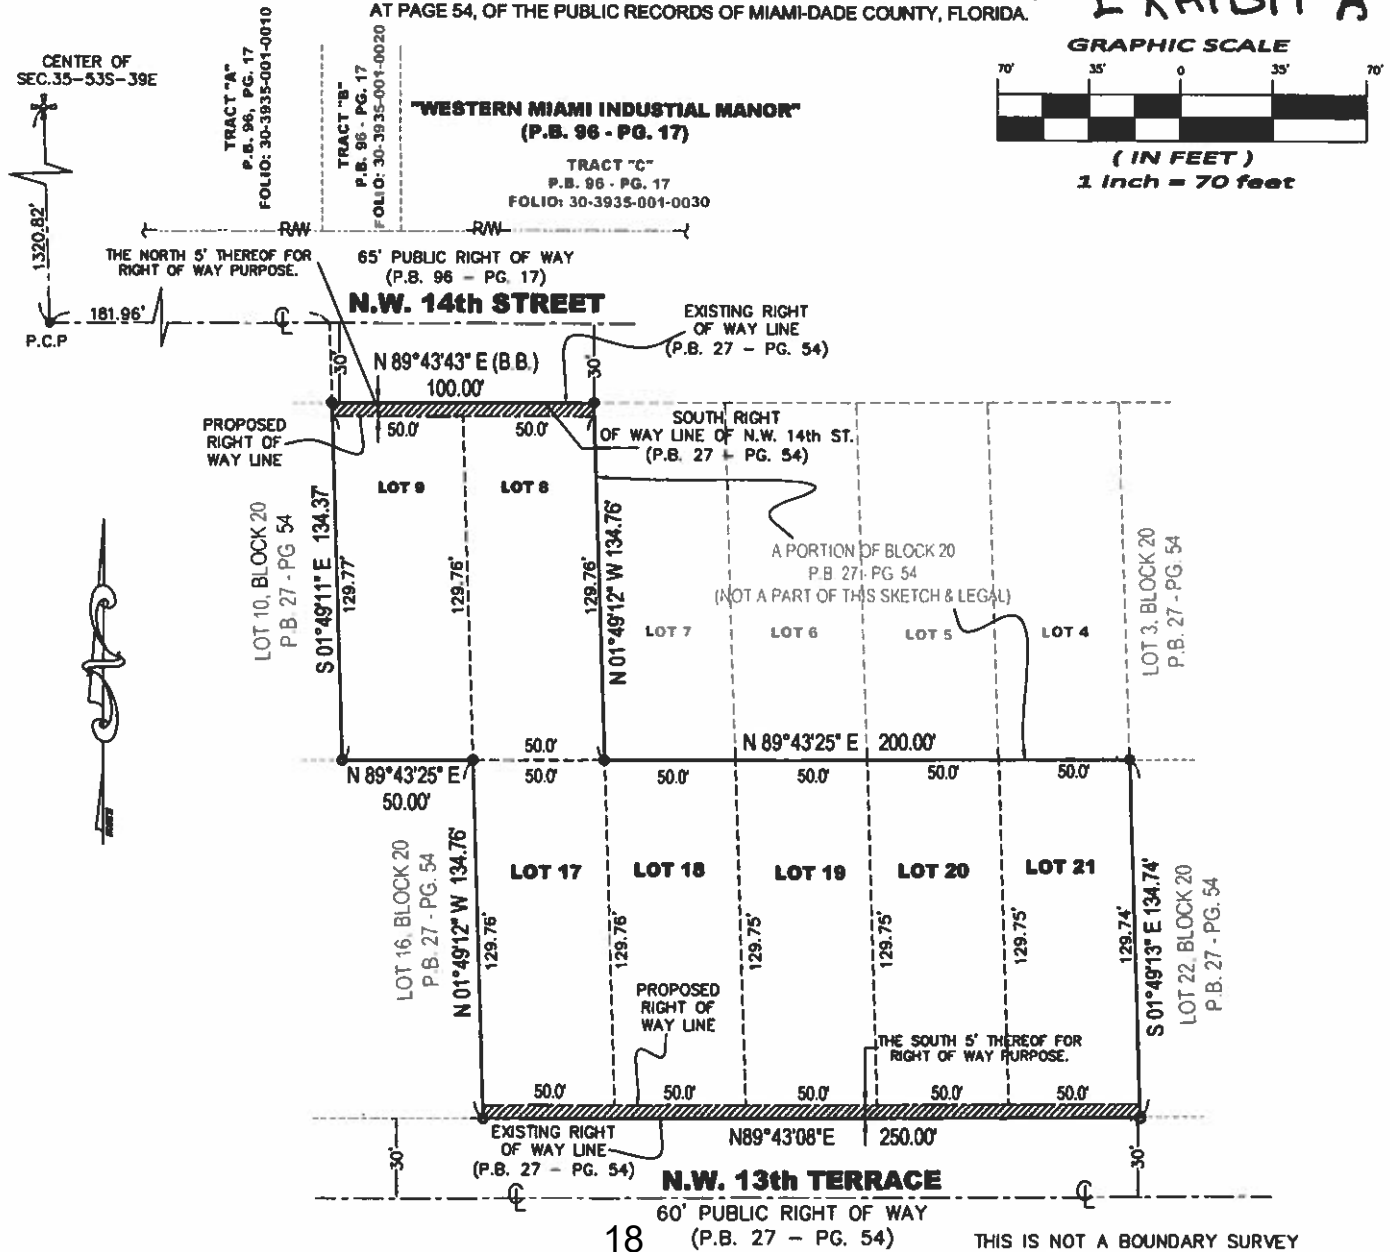 AT PAGE 54, OF THE PUBLIC RECORDS OF MIAMI-DADE COUNTY, FLORIDA.
EXHIBIT A
GRAPHIC SCALE
70' 35' 0 35' 70'
( IN FEET )
1 inch = 70 feet
CENTER OF
SEC.35-53S-39E
TRACT "A"
P.B. 96, PG. 17
FOLIO: 30-3935-001-0010
TRACT "B"
P.B. 96 - PG. 17
FOLIO: 30-3935-001-0020
"WESTERN MIAMI INDUSTIAL MANOR"
(P.B. 96 - PG. 17)
TRACT "C"
P.B. 96 - PG. 17
FOLIO: 30-3935-001-0030
R/W R/W
1320.82'
THE NORTH 5' THEREOF FOR
RIGHT OF WAY PURPOSE.
65' PUBLIC RIGHT OF WAY
(P.B. 96 - PG. 17)
N.W. 14th STREET
181.96'
P.C.P
EXISTING RIGHT
OF WAY LINE
(P.B. 27 - PG. 54)
30'
N 89°43'43" E (B.B.)
100.00'
30'
PROPOSED
RIGHT OF
WAY LINE
50.0' 50.0'
SOUTH RIGHT
OF WAY LINE OF N.W. 14th ST.
(P.B. 27 - PG. 54)
LOT 9 LOT 8
LOT 10, BLOCK 20
P.B. 27 - PG 54
S 01°49'11" E 134.37'
129.77'
129.76'
129.76'
N 01°49'12" W 134.76'
A PORTION OF BLOCK 20
P.B. 27 - PG 54
(NOT A PART OF THIS SKETCH & LEGAL)
LOT 7 LOT 6 LOT 5 LOT 4
LOT 3, BLOCK 20
P.B. 27 - PG. 54
50.0'
N 89°43'25" E 200.00'
N 89°43'25" E
50.00'
50.0' 50.0' 50.0' 50.0' 50.0'
LOT 17 LOT 18 LOT 19 LOT 20 LOT 21
LOT 16, BLOCK 20
P.B. 27 - PG. 54
N 01°49'12" W 134.76'
129.76'
129.76'
129.75'
129.75'
129.75'
129.74'
S 01°49'13" E 134.74'
LOT 22, BLOCK 20
P.B. 27 - PG. 54
PROPOSED
RIGHT OF
WAY LINE
THE SOUTH 5' THEREOF FOR
RIGHT OF WAY PURPOSE.
50.0' 50.0' 50.0' 50.0' 50.0'
EXISTING RIGHT
OF WAY LINE
(P.B. 27 - PG. 54)
N89°43'08"E 250.00'
30'
30'
N.W. 13th TERRACE
60' PUBLIC RIGHT OF WAY
(P.B. 27 - PG. 54)
18
THIS IS NOT A BOUNDARY SURVEY